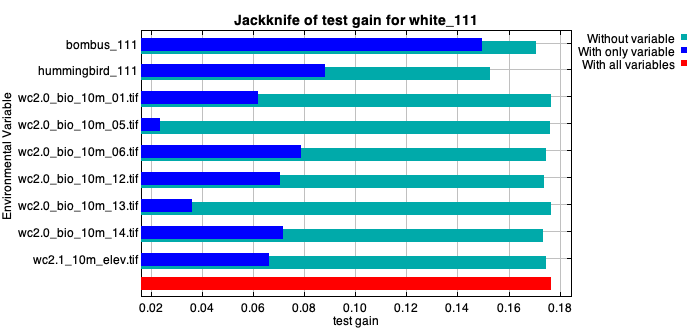 Jackknife of test gain for white_111
Without variable
With only variable
With all variables
Environmental Variable
bombus_111
hummingbird_111
wc2.0_bio_10m_01.tif
wc2.0_bio_10m_05.tif
wc2.0_bio_10m_06.tif
wc2.0_bio_10m_12.tif
wc2.0_bio_10m_13.tif
wc2.0_bio_10m_14.tif
wc2.1_10m_elev.tif
0.02 0.04 0.06 0.08 0.10 0.12 0.14 0.16 0.18
test gain